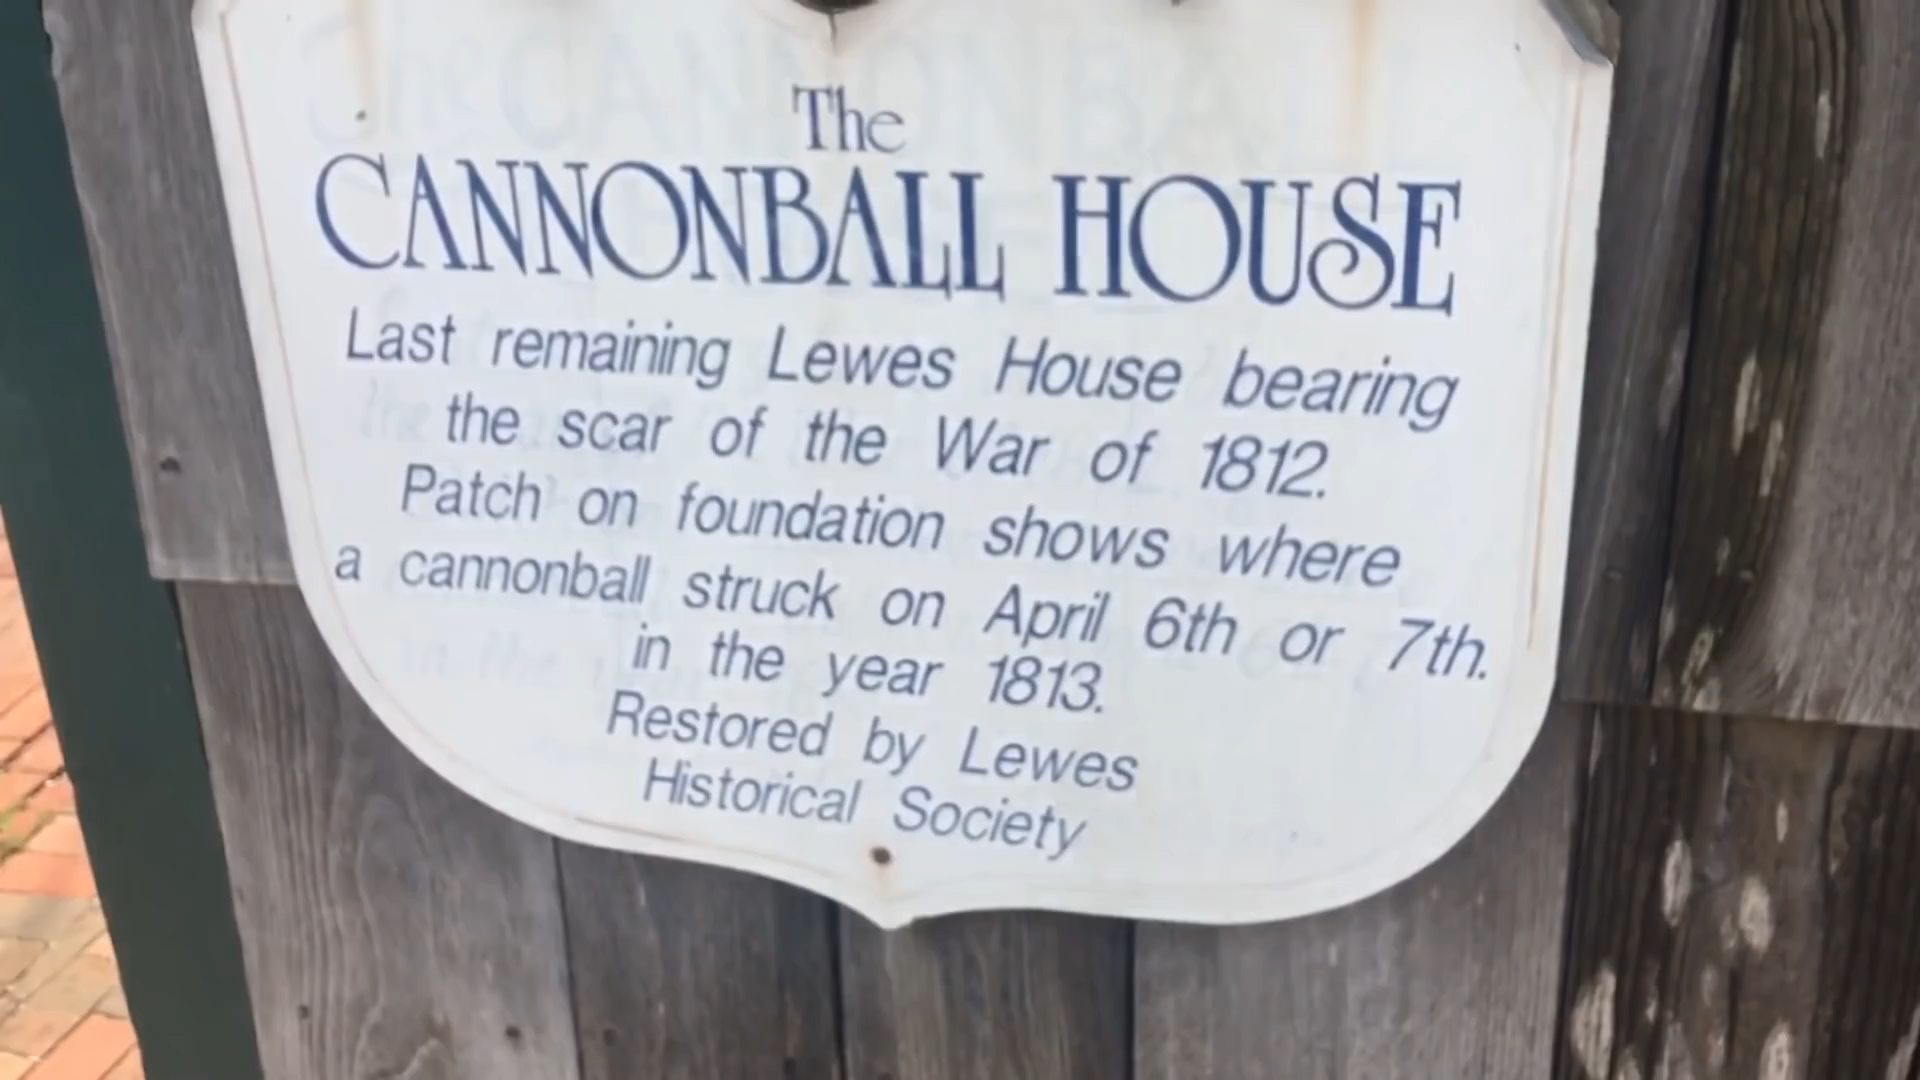 The
CANNONBALL HOUSE
Last remaining Lewes House bearing
the scar of the War of 1812.
Patch on foundation shows where
a cannonball struck on April 6th or 7th.
in the year 1813.
Restored by Lewes
Historical Society